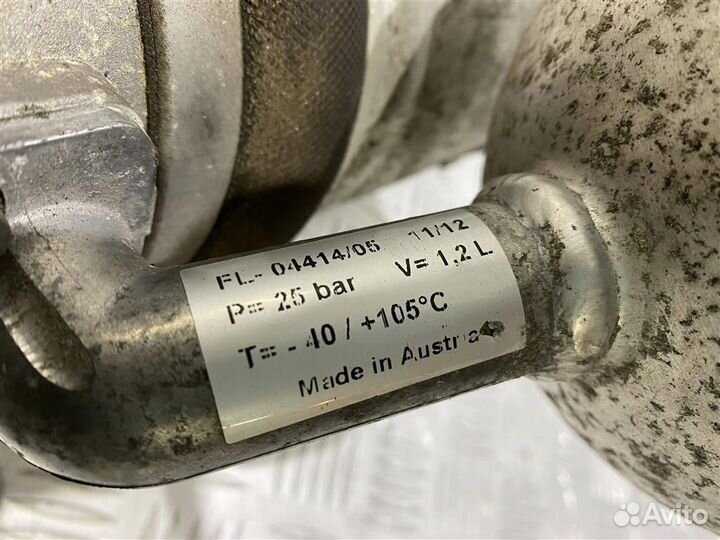 FL- 04414/05 11/12
P= 25 bar V= 1,2 L
T= - 40 / +105°C
Made in Austria
Avito